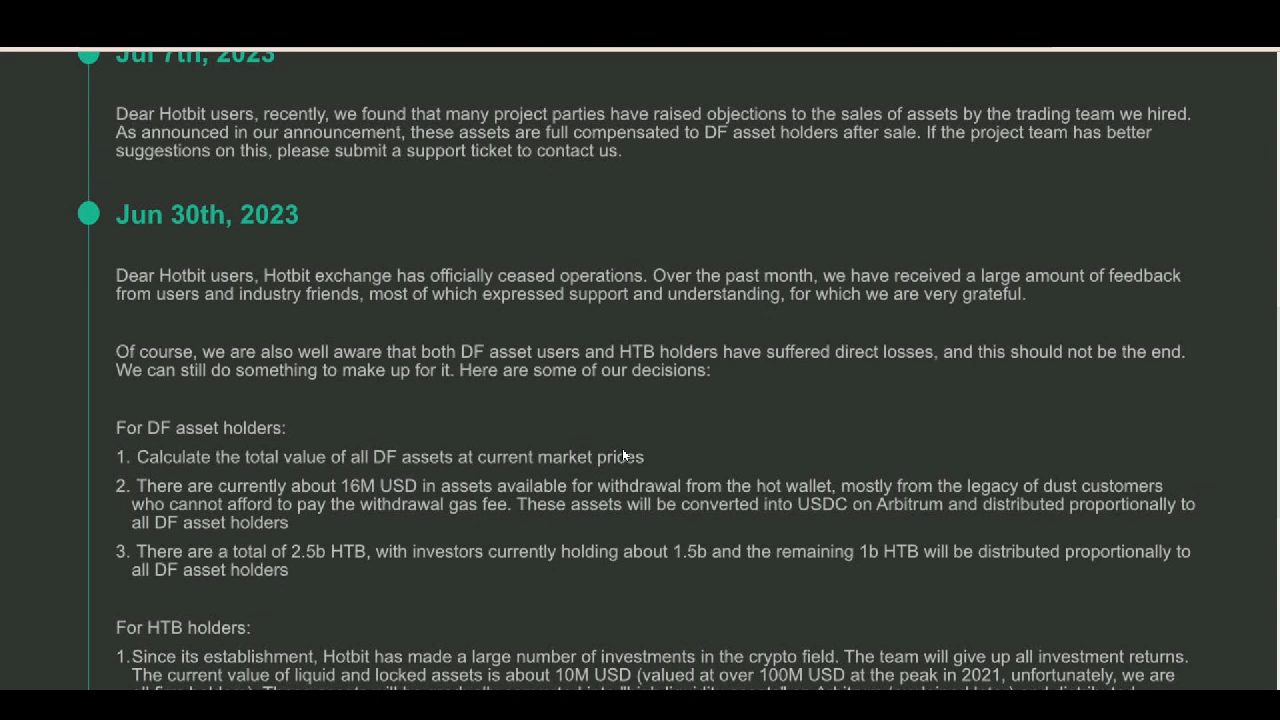 Jul 7th, 2023
Dear Hotbit users, recently, we found that many project parties have raised objections to the sales of assets by the trading team we hired.
As announced in our announcement, these assets are full compensated to DF asset holders after sale. If the project team has better
suggestions on this, please submit a support ticket to contact us.
Jun 30th, 2023
Dear Hotbit users, Hotbit exchange has officially ceased operations. Over the past month, we have received a large amount of feedback
from users and industry friends, most of which expressed support and understanding, for which we are very grateful.
Of course, we are also well aware that both DF asset users and HTB holders have suffered direct losses, and this should not be the end.
We can still do something to make up for it. Here are some of our decisions:
For DF asset holders:
1. Calculate the total value of all DF assets at current market prices
2. There are currently about 16M USD in assets available for withdrawal from the hot wallet, mostly from the legacy of dust customers
who cannot afford to pay the withdrawal gas fee. These assets will be converted into USDC on Arbitrum and distributed proportionally to
all DF asset holders
3. There are a total of 2.5b HTB, with investors currently holding about 1.5b and the remaining 1b HTB will be distributed proportionally to
all DF asset holders
For HTB holders:
1.Since its establishment, Hotbit has made a large number of investments in the crypto field. The team will give up all investment returns.
The current value of liquid and locked assets is about 10M USD (valued at over 100M USD at the peak in 2021, unfortunately, we are